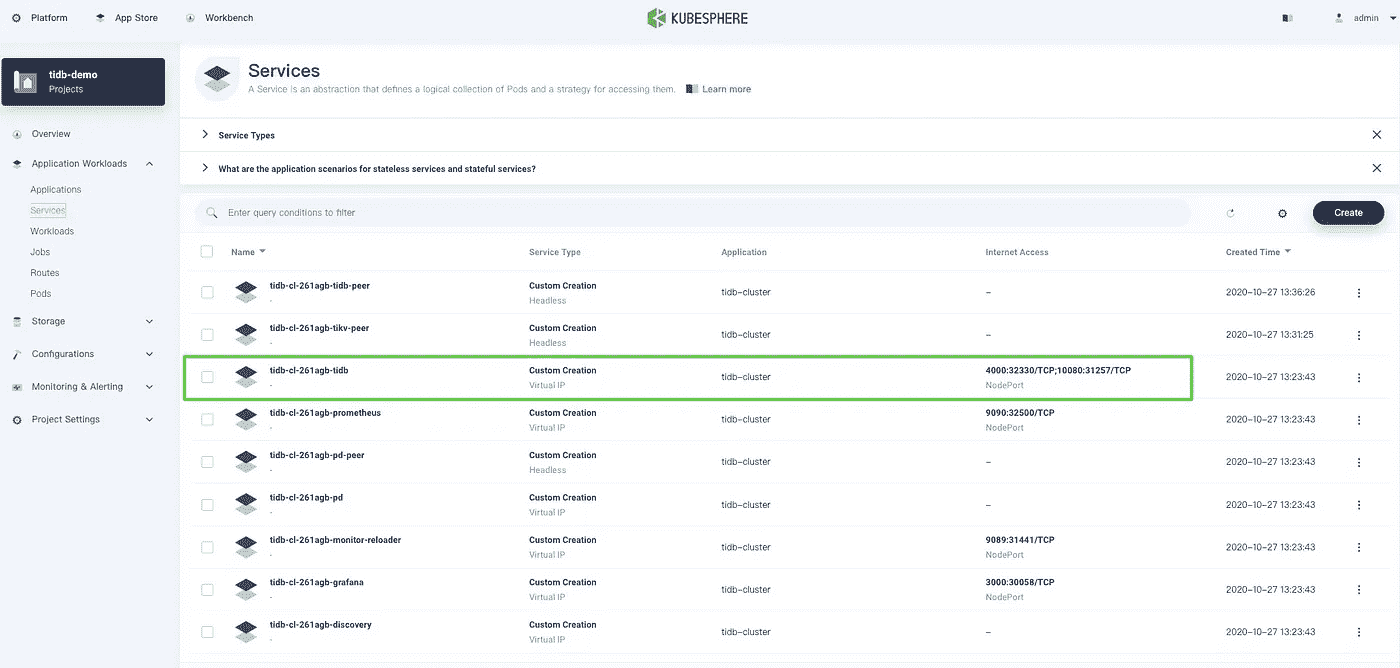 Platform
App Store
Workbench
KUBESPHERE
admin
tidb-demo
Projects
Overview
Application Workloads
Applications
Services
Workloads
Jobs
Routes
Pods
Storage
Configurations
Monitoring & Alerting
Project Settings
Services
A Service is an abstraction that defines a logical collection of Pods and a strategy for accessing them. Learn more
Service Types
What are the application scenarios for stateless services and stateful services?
Enter query conditions to filter
Create
Name Service Type Application Internet Access Created Time
tidb-cl-261agb-tidb-peer Custom Creation
- Headless tidb-cluster – 2020-10-27 13:36:26
tidb-cl-261agb-tikv-peer Custom Creation
- Headless tidb-cluster – 2020-10-27 13:31:25
tidb-cl-261agb-tidb Custom Creation 4000:32330/TCP;10080:31257/TCP
- Virtual IP tidb-cluster NodePort 2020-10-27 13:23:43
tidb-cl-261agb-prometheus Custom Creation 9090:32500/TCP
- Virtual IP tidb-cluster NodePort 2020-10-27 13:23:43
tidb-cl-261agb-pd-peer Custom Creation
- Headless tidb-cluster – 2020-10-27 13:23:43
tidb-cl-261agb-pd Custom Creation
- Virtual IP tidb-cluster – 2020-10-27 13:23:43
tidb-cl-261agb-monitor-reloader Custom Creation 9089:31441/TCP
- Virtual IP tidb-cluster NodePort 2020-10-27 13:23:43
tidb-cl-261agb-grafana Custom Creation 3000:30058/TCP
- Virtual IP tidb-cluster NodePort 2020-10-27 13:23:43
tidb-cl-261agb-discovery Custom Creation
- Virtual IP tidb-cluster – 2020-10-27 13:23:43